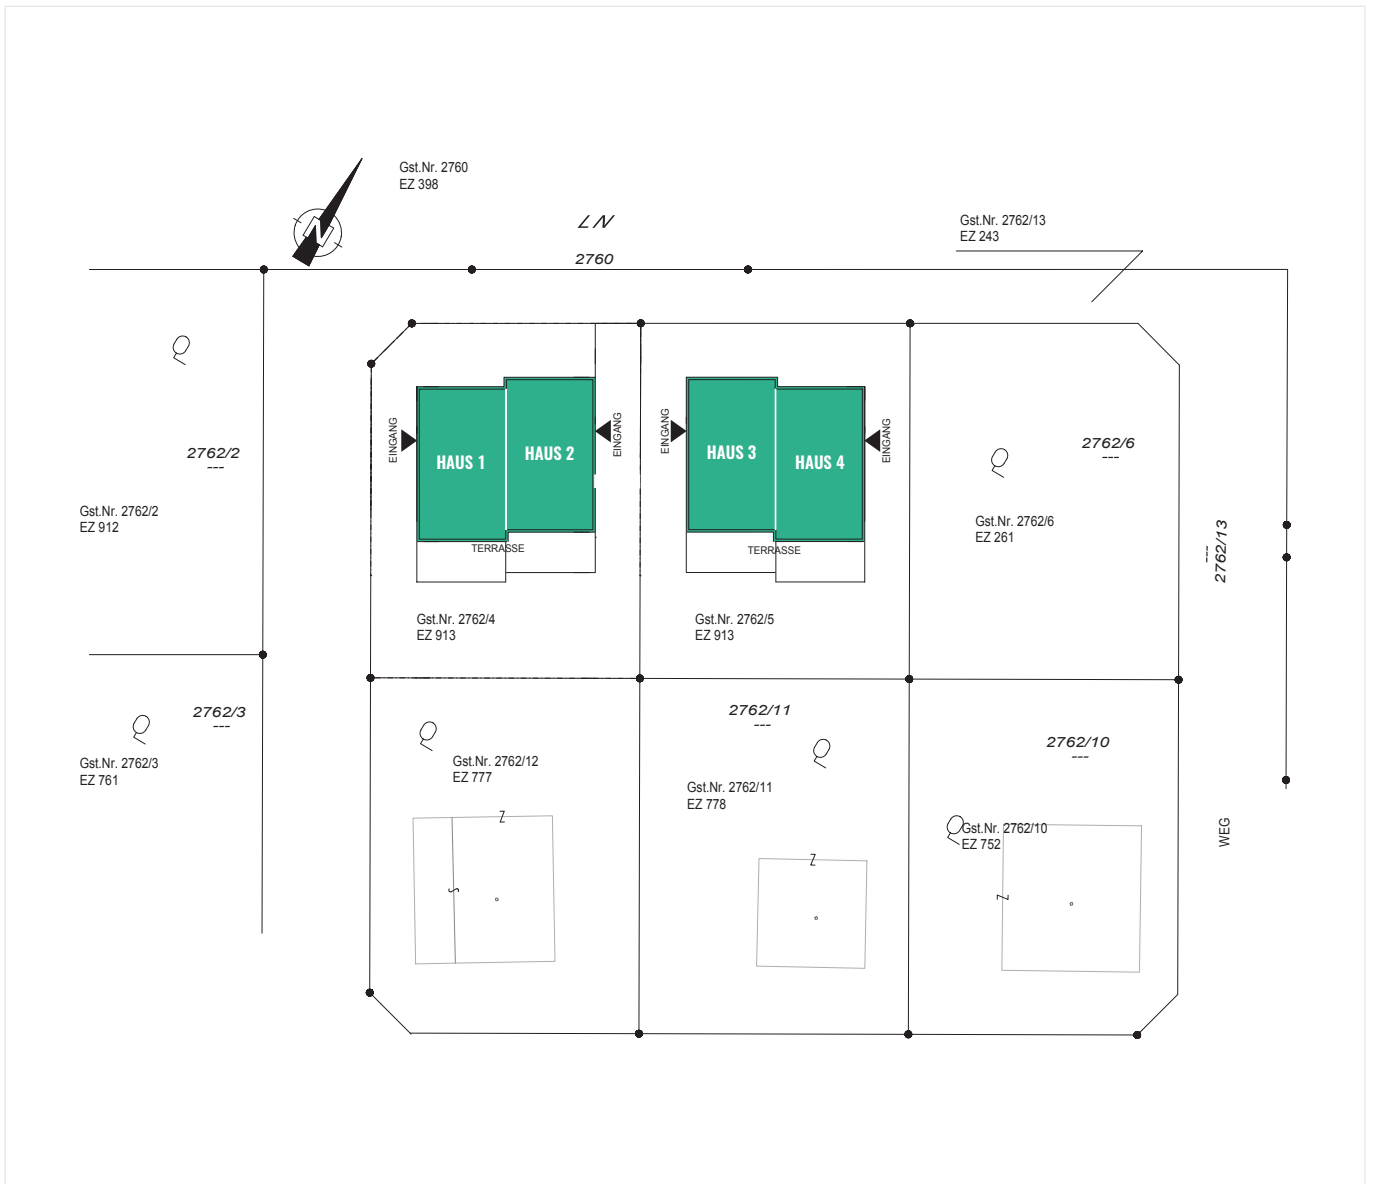 Gst.Nr. 2760
EZ 398
N
LN
2760
Gst.Nr. 2762/13
EZ 243
2762/2
---
Gst.Nr. 2762/2
EZ 912
EINGANG
HAUS 1
HAUS 2
EINGANG
EINGANG
HAUS 3
HAUS 4
EINGANG
TERRASSE
TERRASSE
2762/6
---
Gst.Nr. 2762/6
EZ 261
2762/13
---
Gst.Nr. 2762/4
EZ 913
Gst.Nr. 2762/5
EZ 913
2762/3
---
Gst.Nr. 2762/3
EZ 761
Gst.Nr. 2762/12
EZ 777
2762/11
---
Gst.Nr. 2762/11
EZ 778
2762/10
---
Gst.Nr. 2762/10
EZ 752
WEG
Z
S
Z
Z